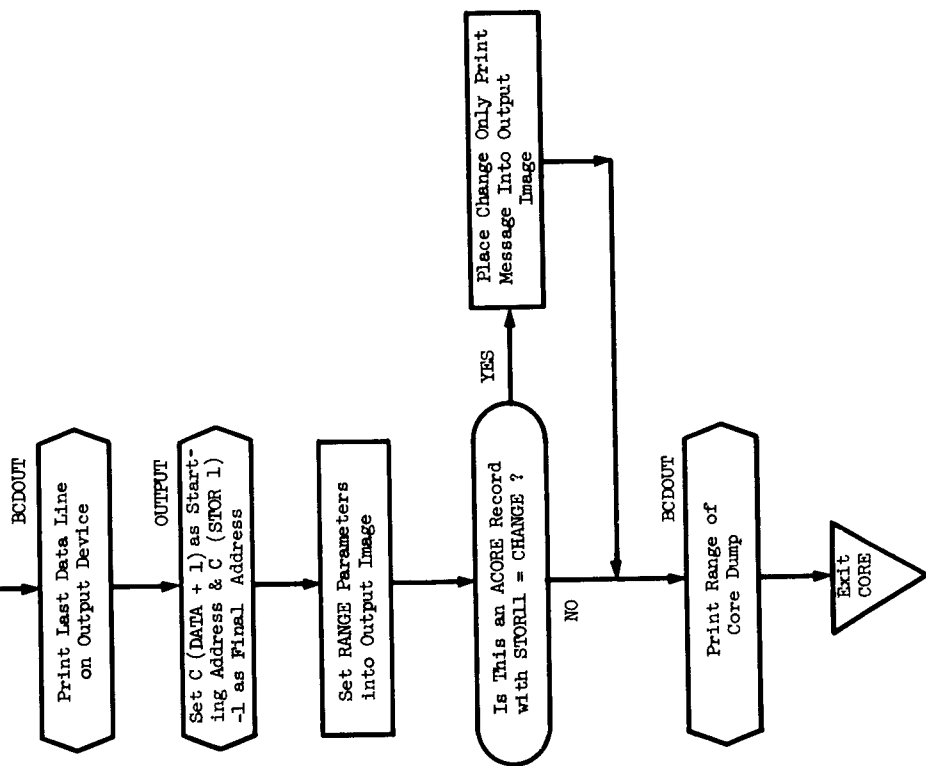 BCDOUT
Print Last Data Line
on Output Device
OUTPUT
Set C (DATA + 1) as Start-
ing Address & C (STOR 1)
-1 as Final Address
Set RANGE Parameters
into Output Image
Is This an ACORE Record
with STOR11 = CHANGE ?
YES
Place Change Only Print
Message Into Output
Image
NO
BCDOUT
Print Range of
Core Dump
Exit
CORE